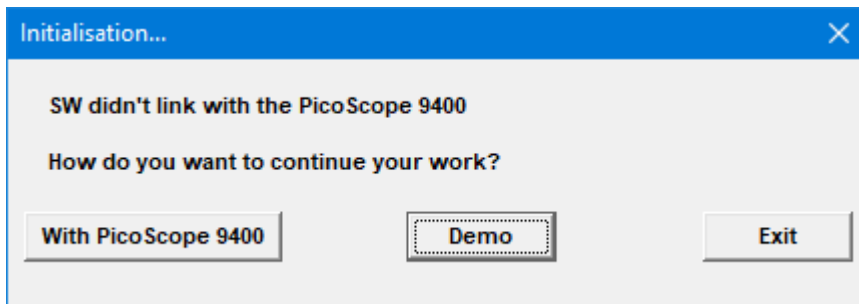 Initialisation...
SW didn't link with the PicoScope 9400
How do you want to continue your work?
With PicoScope 9400 Demo Exit